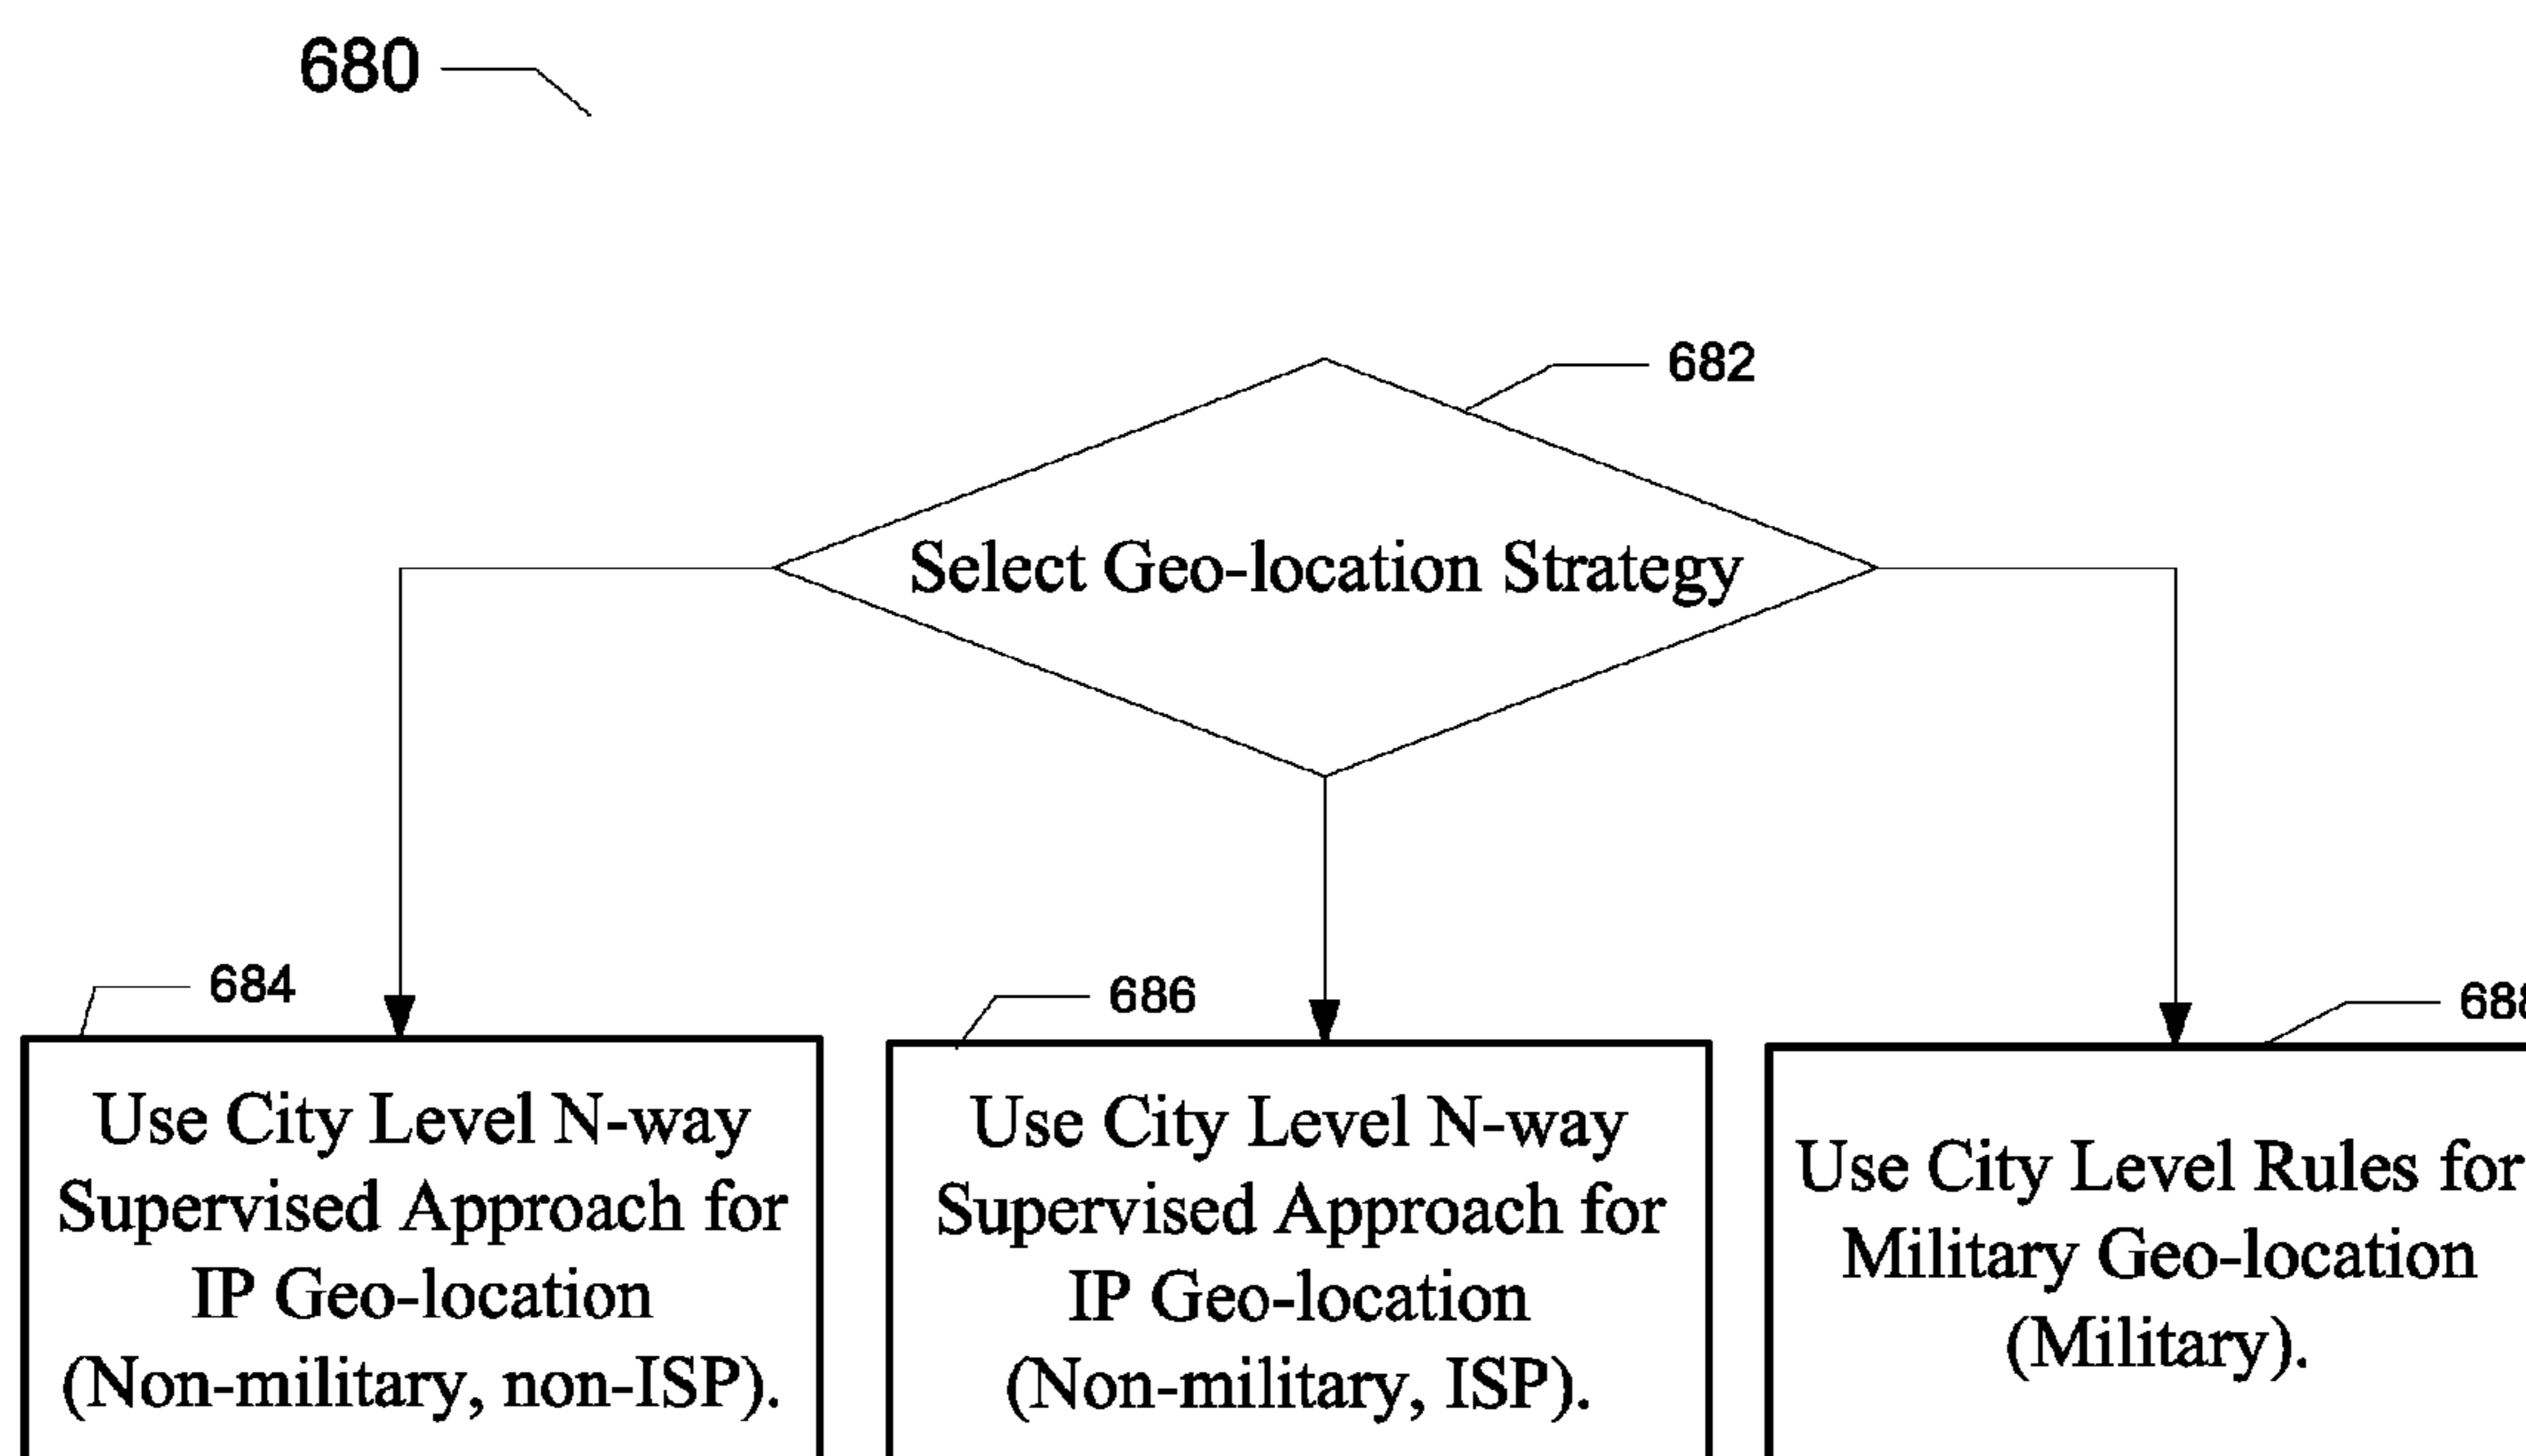 680
682
Select Geo-location Strategy
684
686
688
Use City Level N-way
Supervised Approach for
IP Geo-location
(Non-military, non-ISP).
Use City Level N-way
Supervised Approach for
IP Geo-location
(Non-military, ISP).
Use City Level Rules for
Military Geo-location
(Military).